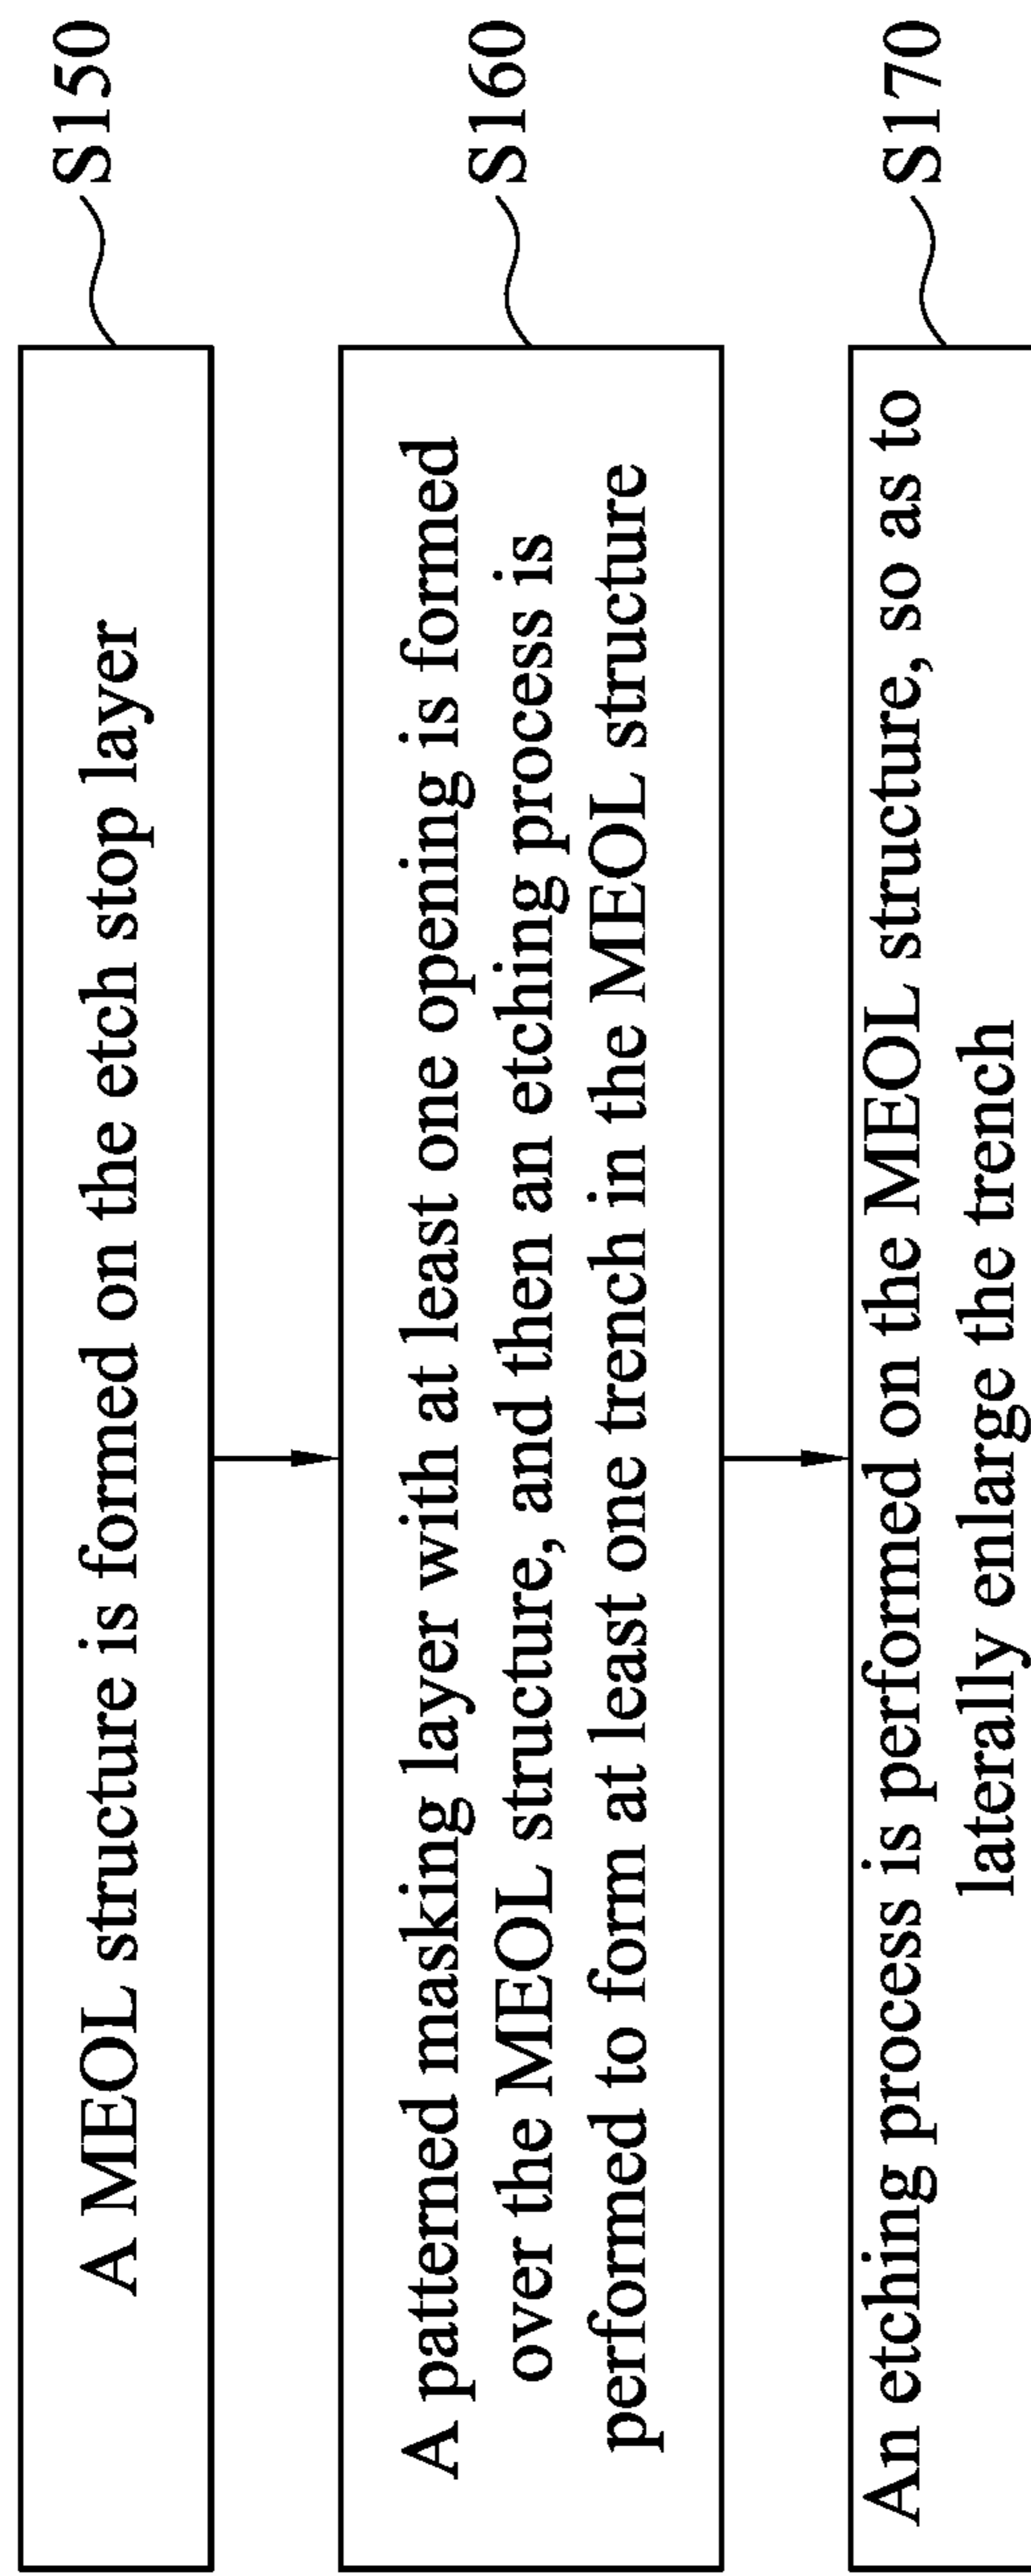 A MEOL structure is formed on the etch stop layer
S150
A patterned masking layer with at least one opening is formed
over the MEOL structure, and then an etching process is
performed to form at least one trench in the MEOL structure
S160
An etching process is performed on the MEOL structure, so as to
laterally enlarge the trench
S170